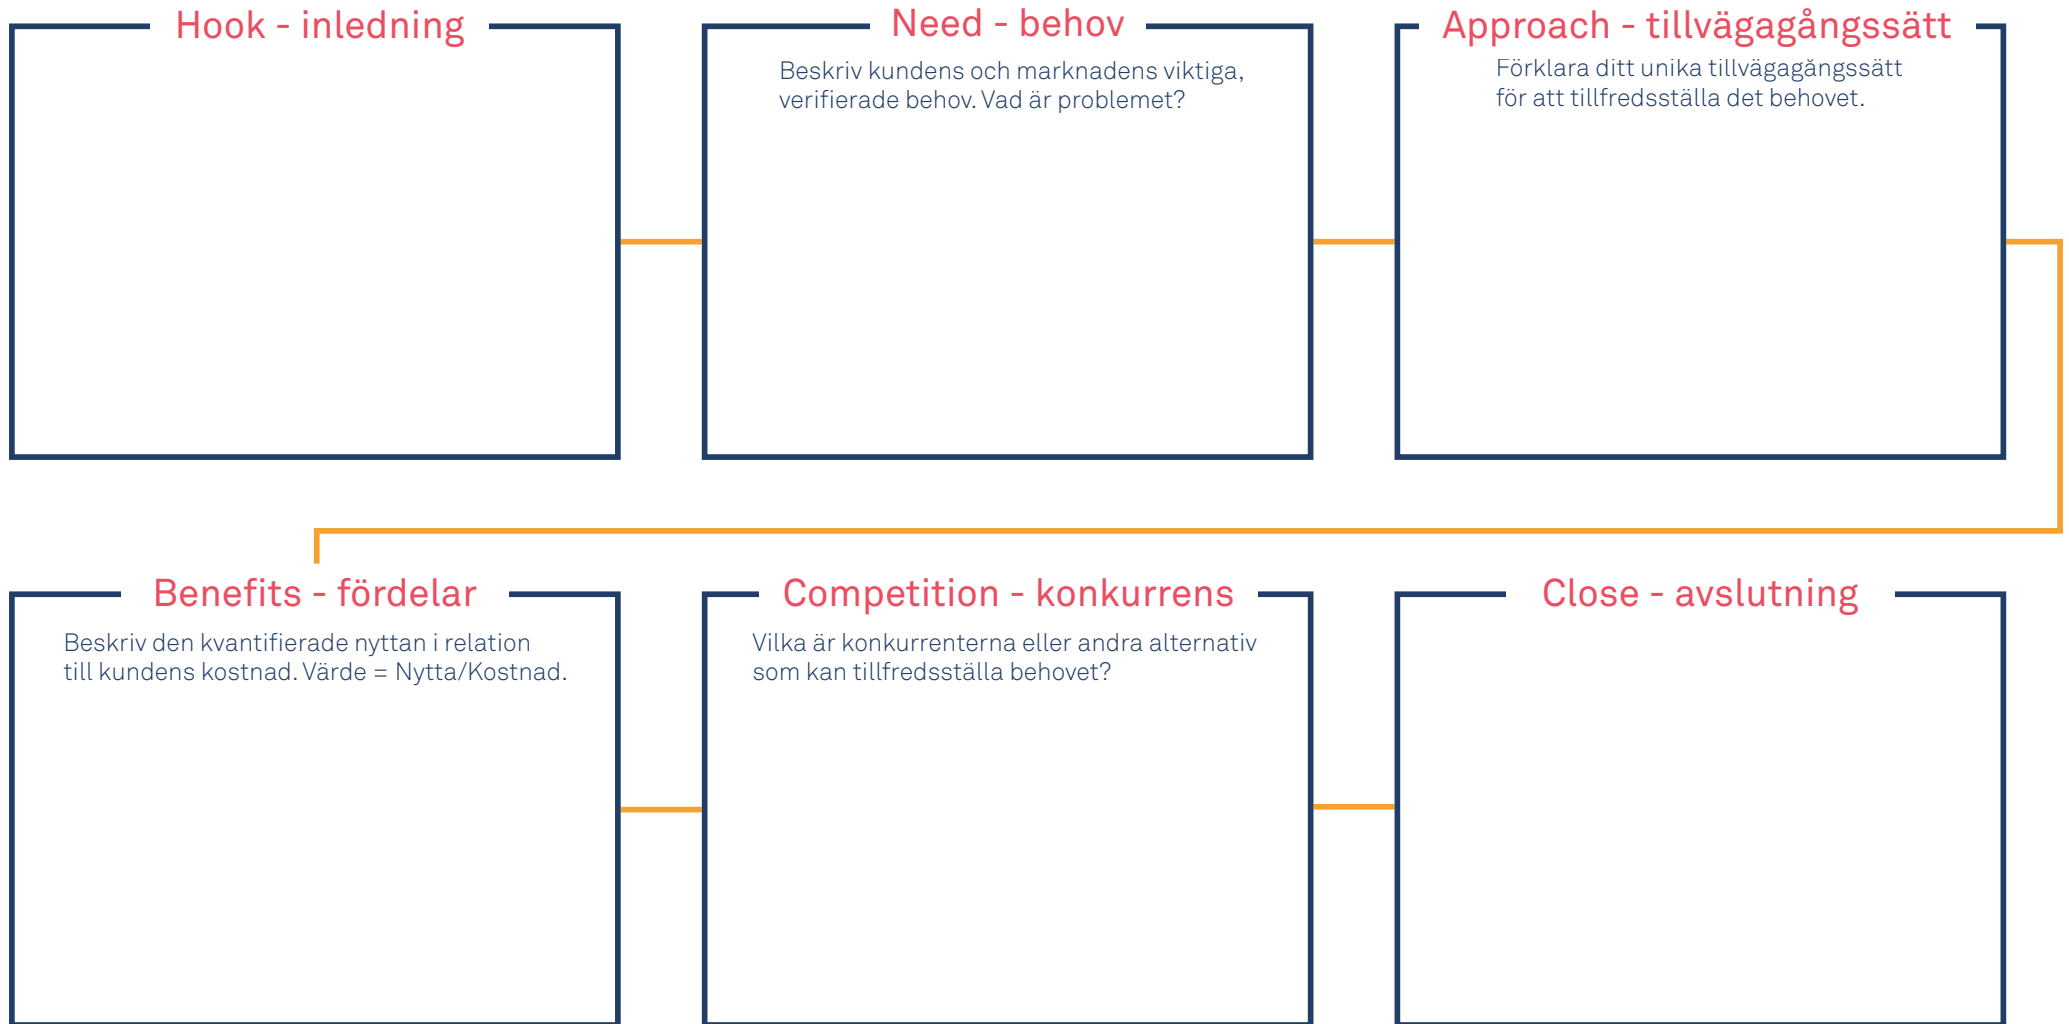 Hook - inledning
Need - behov
Beskriv kundens och marknadens viktiga,
verifierade behov. Vad är problemet?
Approach - tillvägagångssätt
Förklara ditt unika tillvägagångssätt
för att tillfredsställa det behovet.
Benefits - fördelar
Beskriv den kvantifierade nyttan i relation
till kundens kostnad. Värde = Nytta/Kostnad.
Competition - konkurrens
Vilka är konkurrenterna eller andra alternativ
som kan tillfredsställa behovet?
Close - avslutning